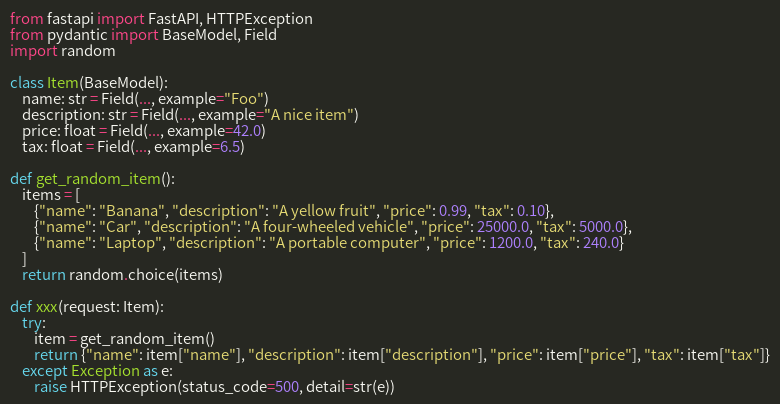 from fastapi import FastAPI, HTTPException
from pydantic import BaseModel, Field
import random

class Item(BaseModel):
    name: str = Field(..., example="Foo")
    description: str = Field(..., example="A nice item")
    price: float = Field(..., example=42.0)
    tax: float = Field(..., example=6.5)

def get_random_item():
    items = [
        {"name": "Banana", "description": "A yellow fruit", "price": 0.99, "tax": 0.10},
        {"name": "Car", "description": "A four-wheeled vehicle", "price": 25000.0, "tax": 5000.0},
        {"name": "Laptop", "description": "A portable computer", "price": 1200.0, "tax": 240.0}
    ]
    return random.choice(items)

def xxx(request: Item):
    try:
        item = get_random_item()
        return {"name": item["name"], "description": item["description"], "price": item["price"], "tax": item["tax"]}
    except Exception as e:
        raise HTTPException(status_code=500, detail=str(e))